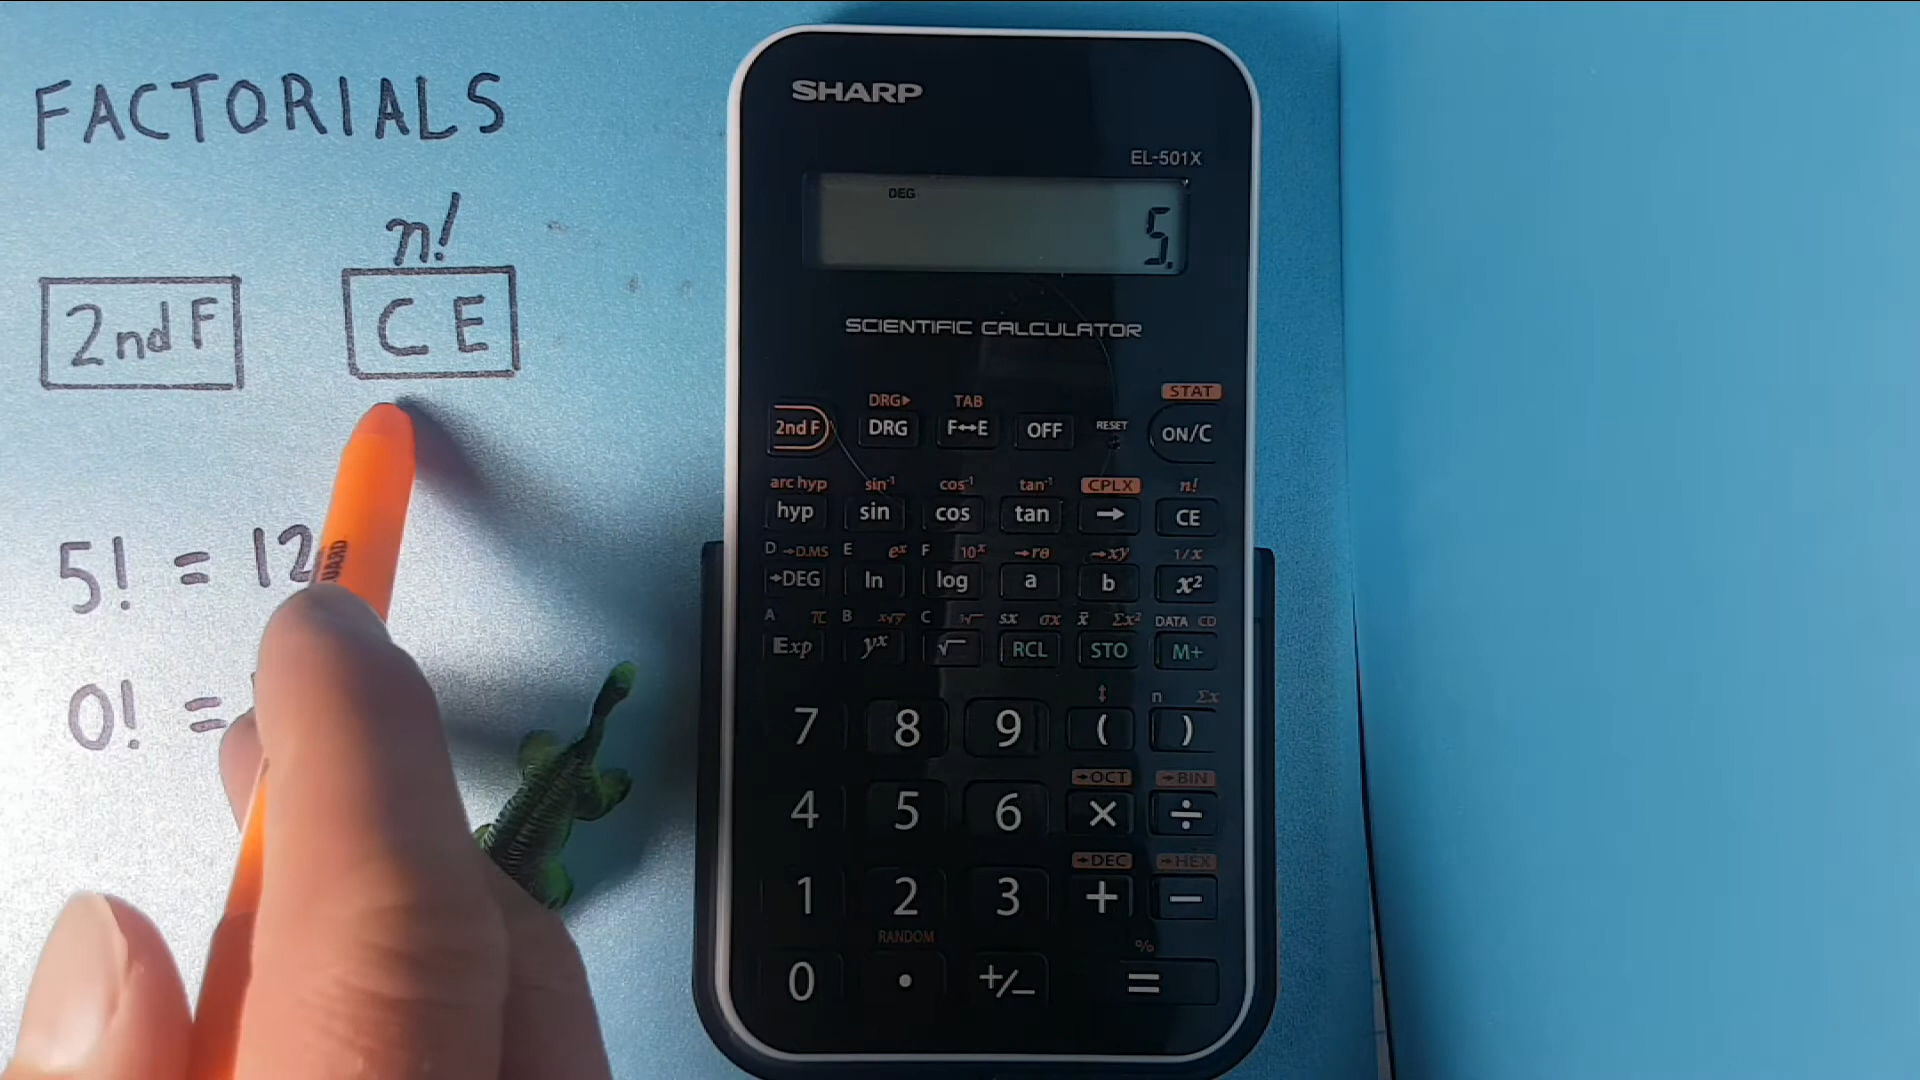 FACTORIALS
n!
2nd F CE
5! = 12
0! =
SHARP
EL-501X
DEG
5.
SCIENTIFIC CALCULATOR
STAT
DRG▶ TAB
2nd F DRG F↔E OFF RESET ON/C
arc hyp sin⁻¹ cos⁻¹ tan⁻¹ CPLX n!
hyp sin cos tan → CE
D →D.MS E eˣ F 10ˣ →rθ →xy 1/x
→DEG ln log a b x²
A π B ˣ√y C ³√ sx σx x̄ Σx² DATA CD
Exp yˣ √ RCL STO M+
↕ n Σx
7 8 9 ( )
→OCT →BIN
4 5 6 × ÷
→DEC →HEX
1 2 3 + −
RANDOM %
0 • +/− =